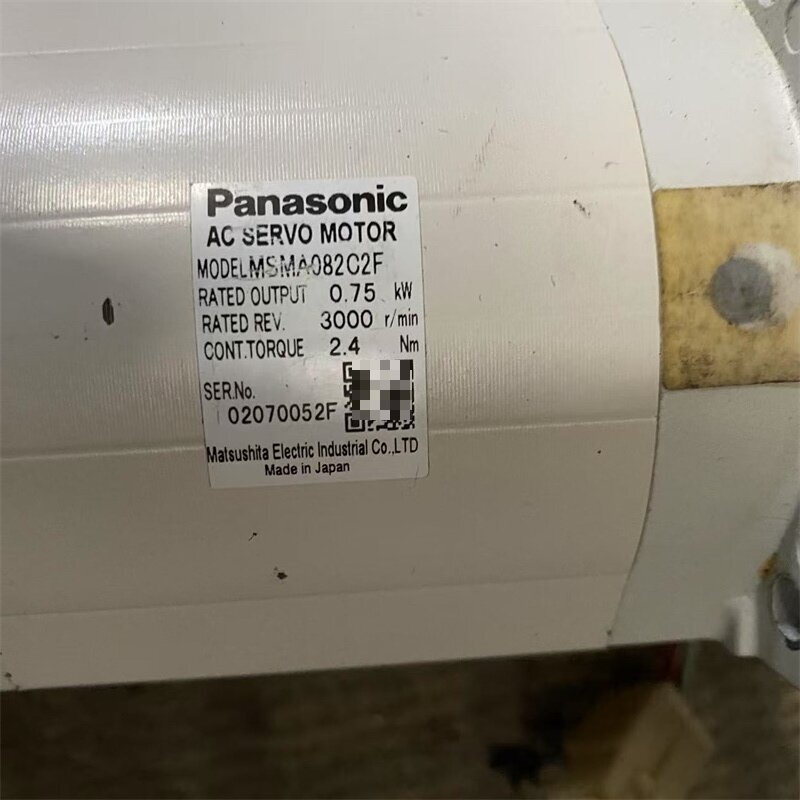 Panasonic
AC SERVO MOTOR
MODEL MSMA082C2F
RATED OUTPUT 0.75 kW
RATED REV. 3000 r/min
CONT.TORQUE 2.4 Nm
SER.No.
02070052F
Matsushita Electric Industrial Co.,LTD
Made in Japan